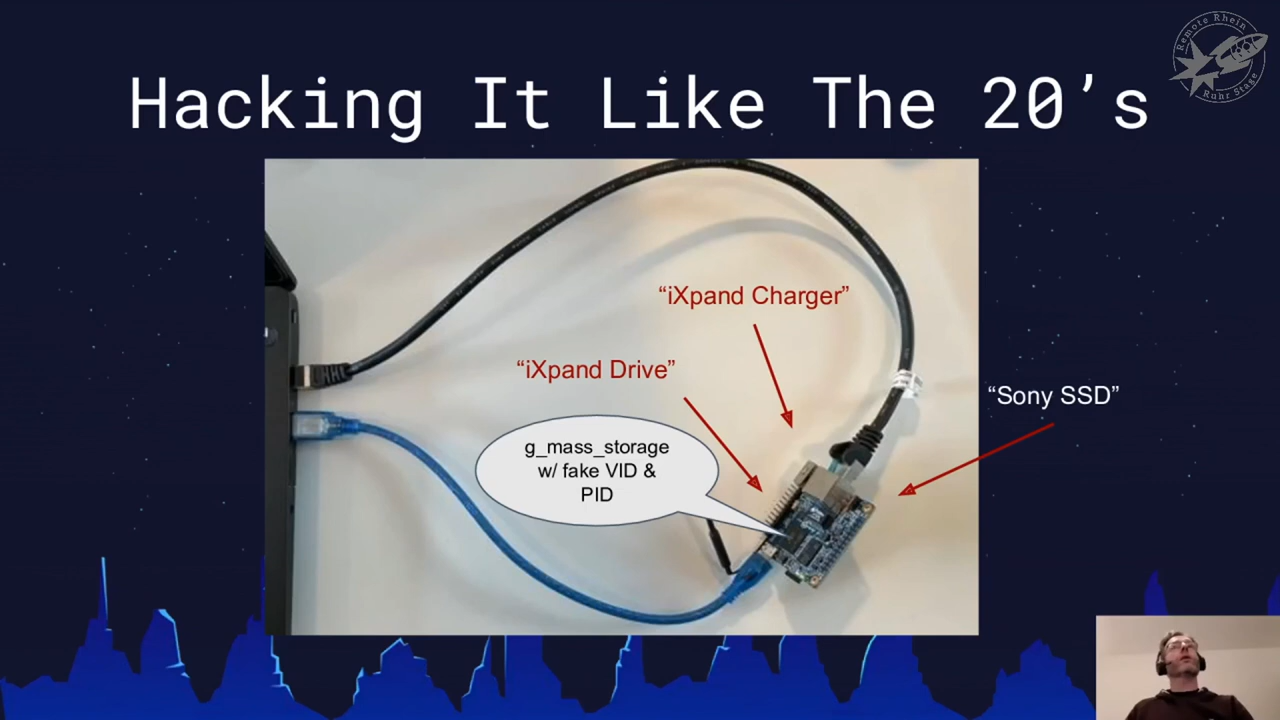 Remote Rhein
Ruhr Stage
Hacking It Like The 20’s
“iXpand Charger”
“iXpand Drive”
“Sony SSD”
g_mass_storage
w/ fake VID &
PID